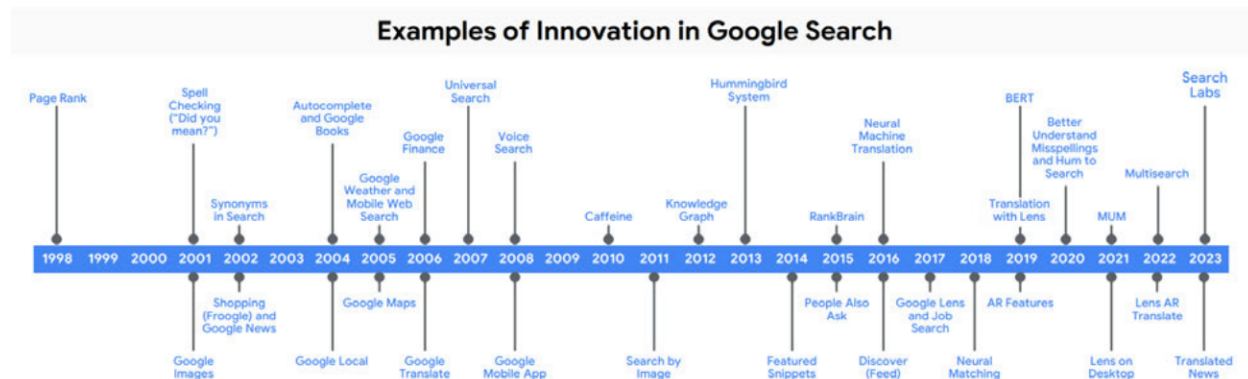 Examples of Innovation in Google Search
Page Rank
Spell
Checking
("Did you
mean?")
Synonyms
in Search
Autocomplete
and Google
Books
Google
Weather and
Mobile Web
Search
Google
Finance
Universal
Search
Voice
Search
Caffeine
Knowledge
Graph
Hummingbird
System
RankBrain
Neural
Machine
Translation
BERT
Translation
with Lens
Better
Understand
Misspellings
and Hum to
Search
MUM
Multisearch
Search
Labs
1998 1999 2000 2001 2002 2003 2004 2005 2006 2007 2008 2009 2010 2011 2012 2013 2014 2015 2016 2017 2018 2019 2020 2021 2022 2023
Google
Images
Shopping
(Froogle) and
Google News
Google Local
Google Maps
Google
Translate
Google
Mobile App
Search by
Image
Featured
Snippets
People Also
Ask
Discover
(Feed)
Google Lens
and Job
Search
Neural
Matching
AR Features
Lens on
Desktop
Lens AR
Translate
Translated
News